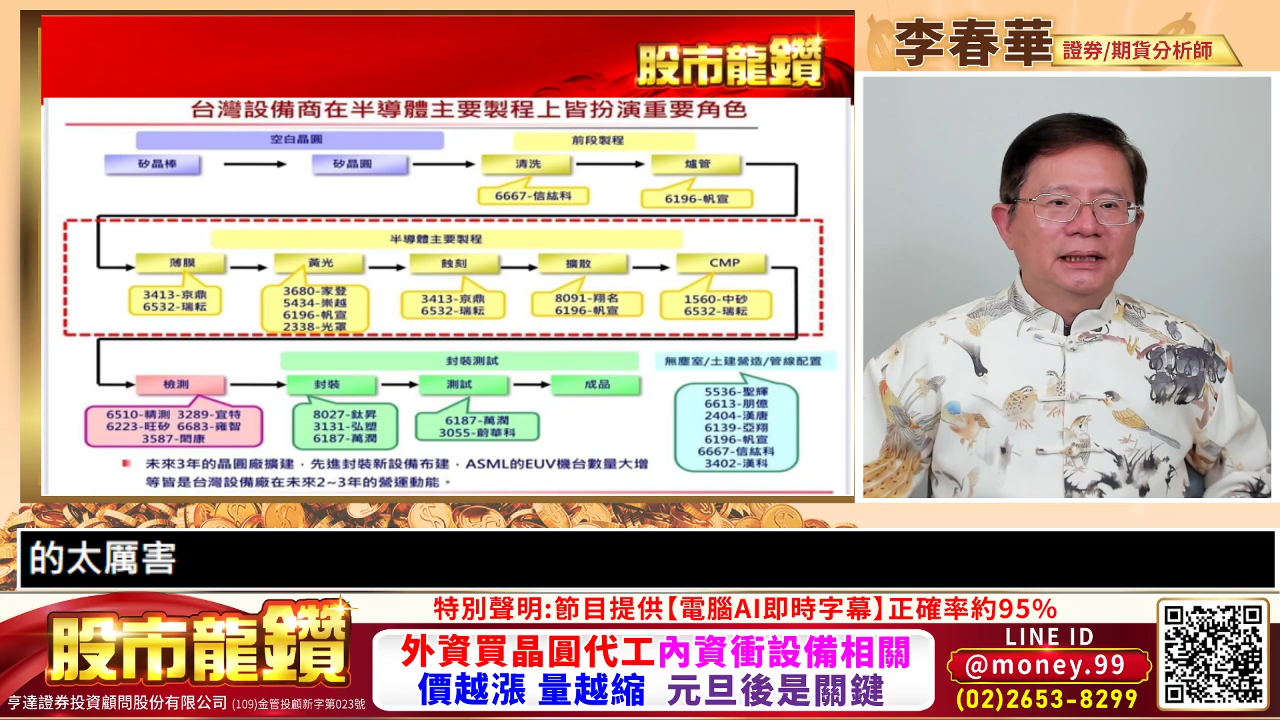 股市龍鑽
李春華 證券/期貨分析師
台灣設備商在半導體主要製程上皆扮演重要角色
空白晶圓
前段製程
矽晶棒
矽晶圓
清洗
爐管
6667-信紘科
6196-帆宣
半導體主要製程
薄膜
黃光
蝕刻
擴散
CMP
3413-京鼎
6532-瑞耘
3680-家登
5434-崇越
6196-帆宣
2338-光罩
3413-京鼎
6532-瑞耘
8091-翔名
6196-帆宣
1560-中砂
6532-瑞耘
封裝測試
無塵室/土建營造/管線配置
檢測
封裝
測試
成品
6510-精測 3289-宜特
6223-旺矽 6683-雍智
3587-閎康
8027-鈦昇
3131-弘塑
6187-萬潤
6187-萬潤
3055-蔚華科
5536-聖輝
6613-朋億
2404-漢唐
6139-亞翔
6196-帆宣
6667-信紘科
3402-漢科
未來3年的晶圓廠擴建，先進封裝新設備布建，ASML的EUV機台數量大增
等皆是台灣設備廠在未來2~3年的營運動能。
的太厲害
股市龍鑽
亨達證券投資顧問股份有限公司 (109)金管投顧新字第023號
特別聲明:節目提供【電腦AI即時字幕】正確率約95%
外資買晶圓代工內資衝設備相關
價越漲 量越縮 元旦後是關鍵
LINE ID
@money.99
(02)2653-8299